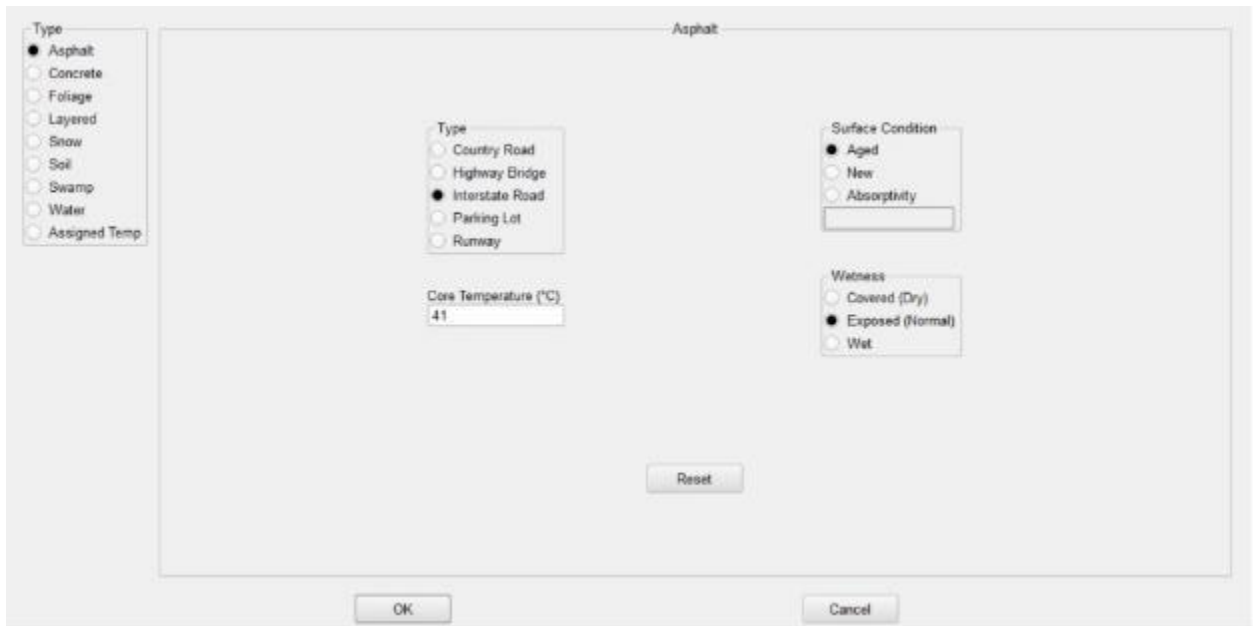 Type
Asphalt
Concrete
Foliage
Layered
Snow
Soil
Swamp
Water
Assigned Temp
Asphalt
Type
Country Road
Highway Bridge
Interstate Road
Parking Lot
Runway
Core Temperature (°C)
41
Surface Condition
Aged
New
Absorptivity
Wetness
Covered (Dry)
Exposed (Normal)
Wet
Reset
OK
Cancel